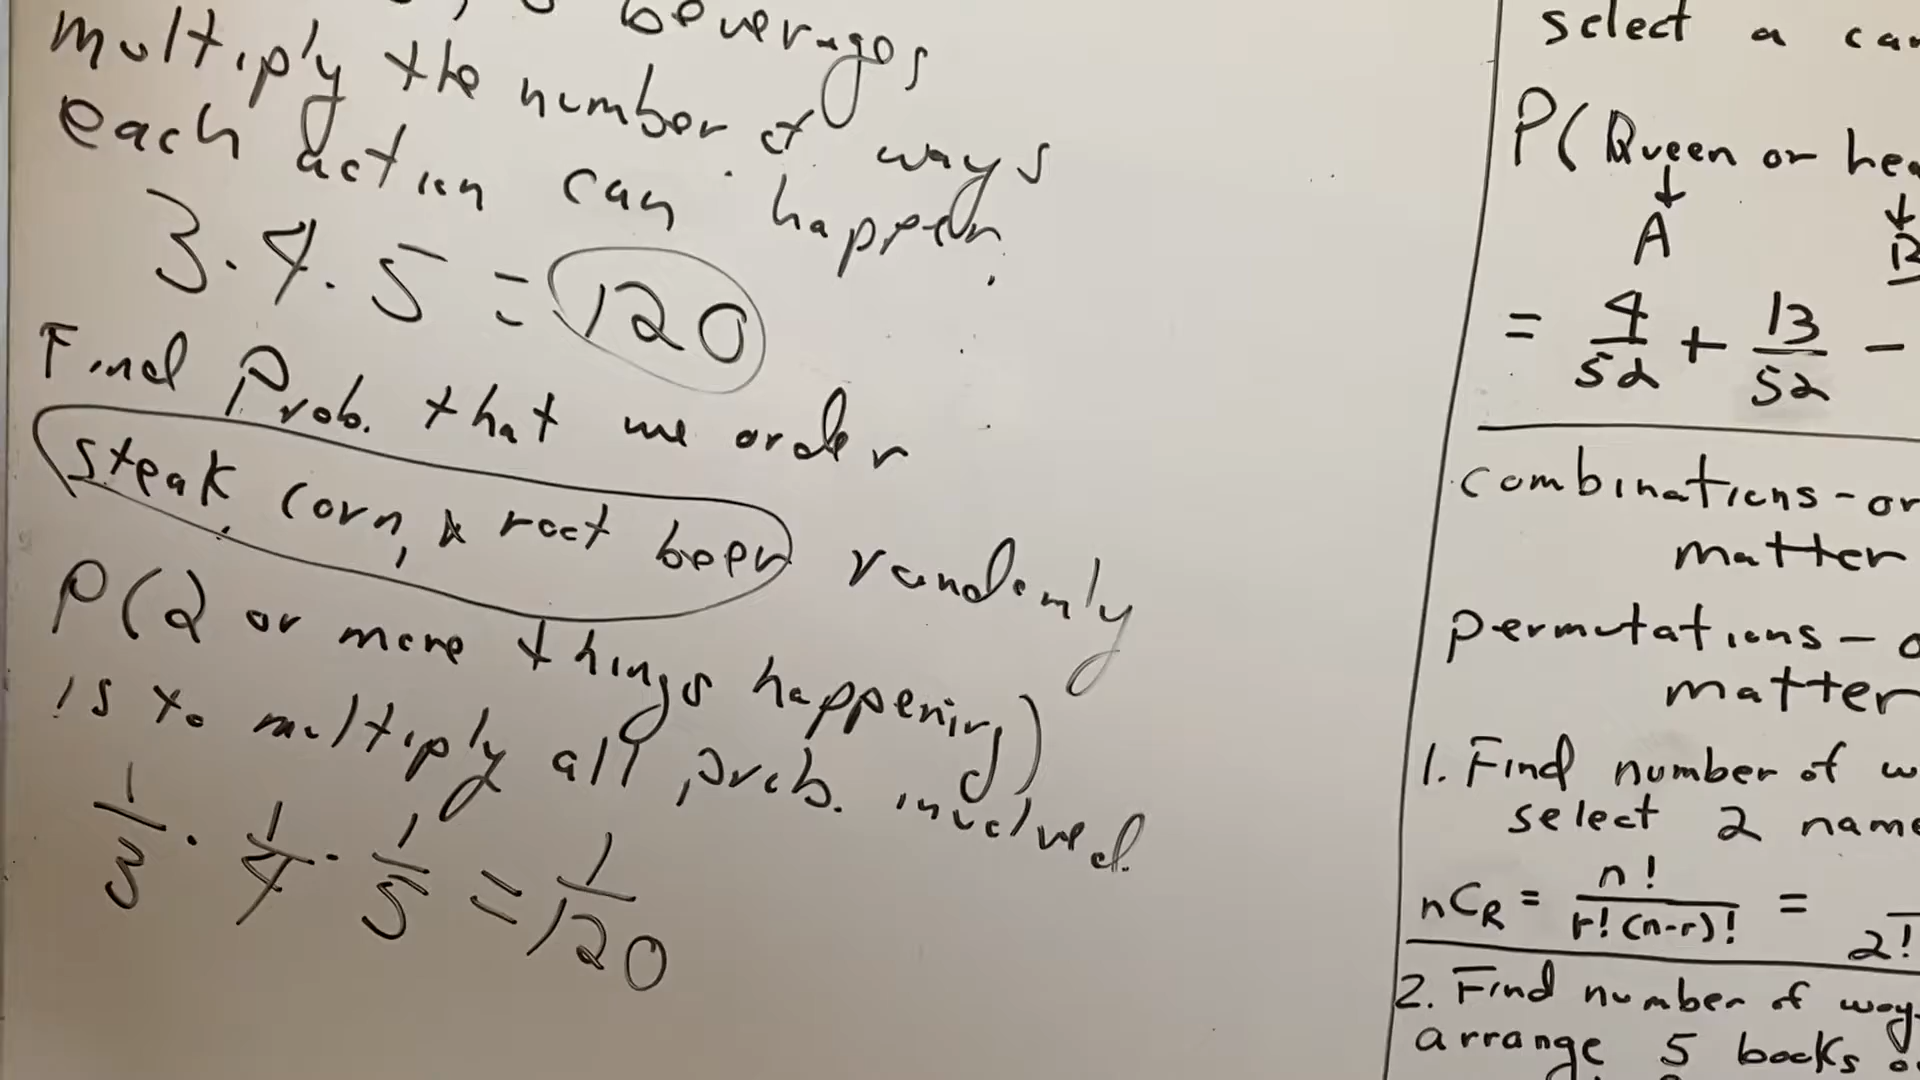 beverages
multiply the number of ways
each action can happen.
3 . 4 . 5 = 120
Find Prob. that we order
steak, corn, & root beer randomly
P(2 or more things happening)
is to multiply all prob. involved.
1/3 . 1/4 . 1/5 = 1/120
select a
P(Queen or
A
B
= 4/52 + 13/52 -
combinations - or
matter
permutations - o
matter
1. Find number of w
select 2 name
nCR = n!/r!(n-r)! = 2!
2. Find number of way
arrange 5 books o